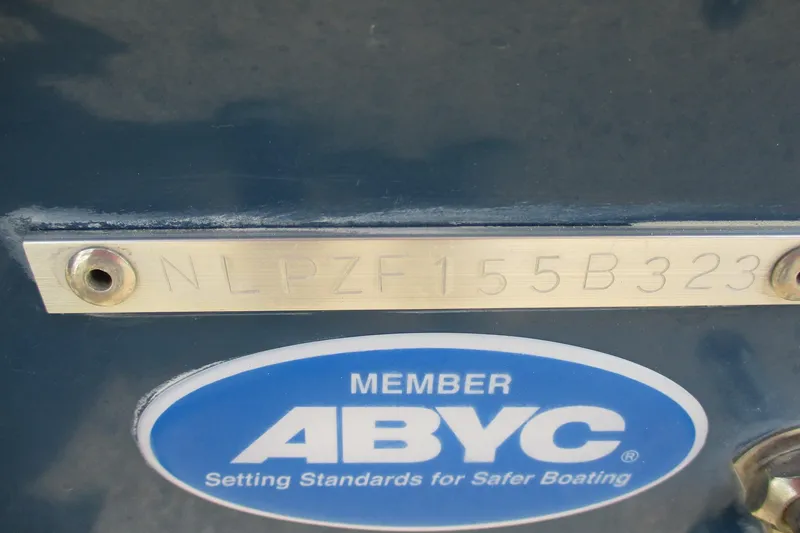 NLPZF155B323
MEMBER
ABYC®
Setting Standards for Safer Boating